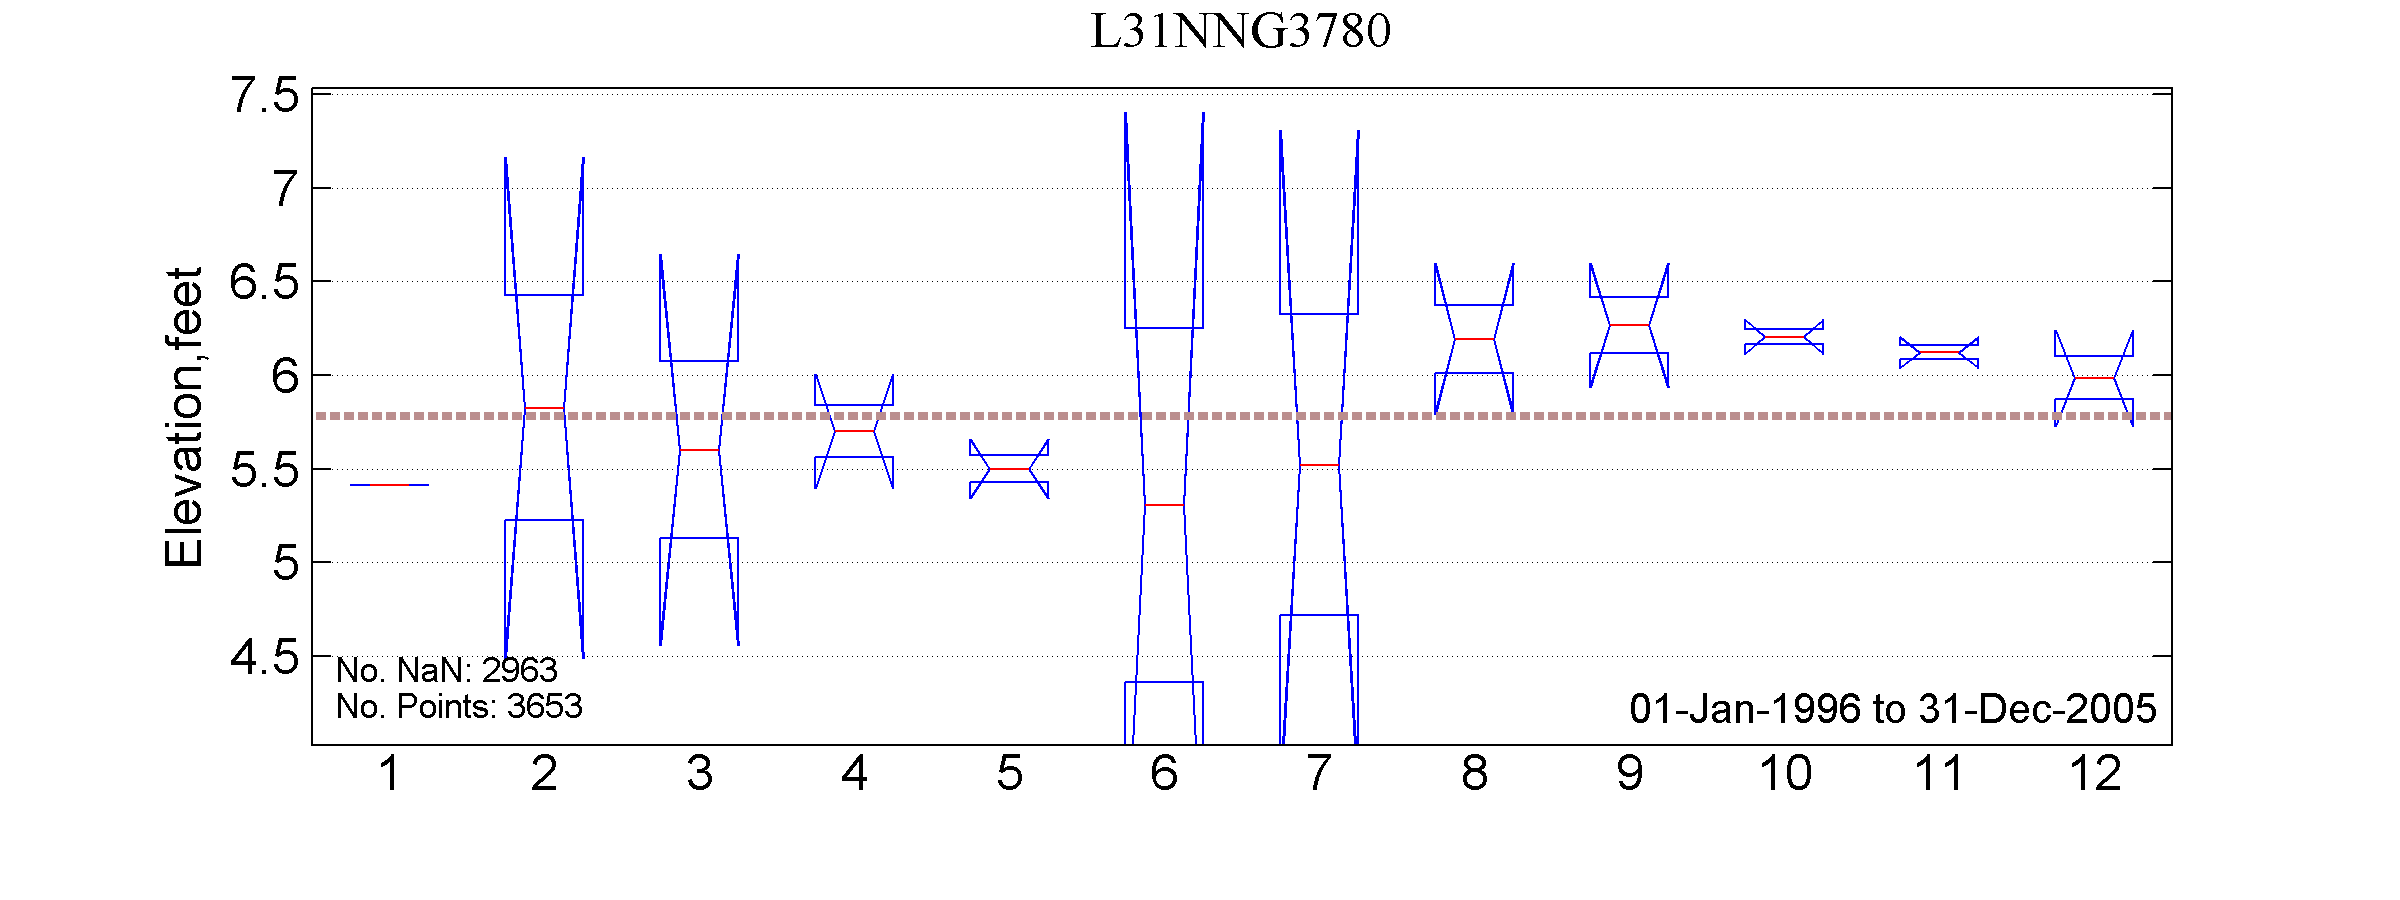 L31NNG3780
7.5
7
6.5
6
5.5
5
4.5
Elevation,feet
No. NaN: 2963
No. Points: 3653
01-Jan-1996 to 31-Dec-2005
1 2 3 4 5 6 7 8 9 10 11 12